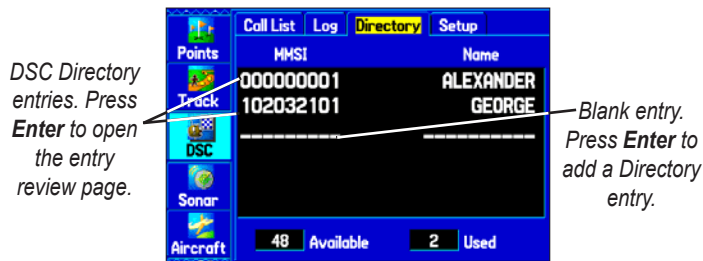 DSC Directory
entries. Press
Enter to open
the entry
review page.
Points
Track
DSC
Sonar
Aircraft
Call List Log Directory Setup
MMSI Name
000000001 ALEXANDER
102032101 GEORGE
_________ __________
48 Available 2 Used
Blank entry.
Press Enter to
add a Directory
entry.